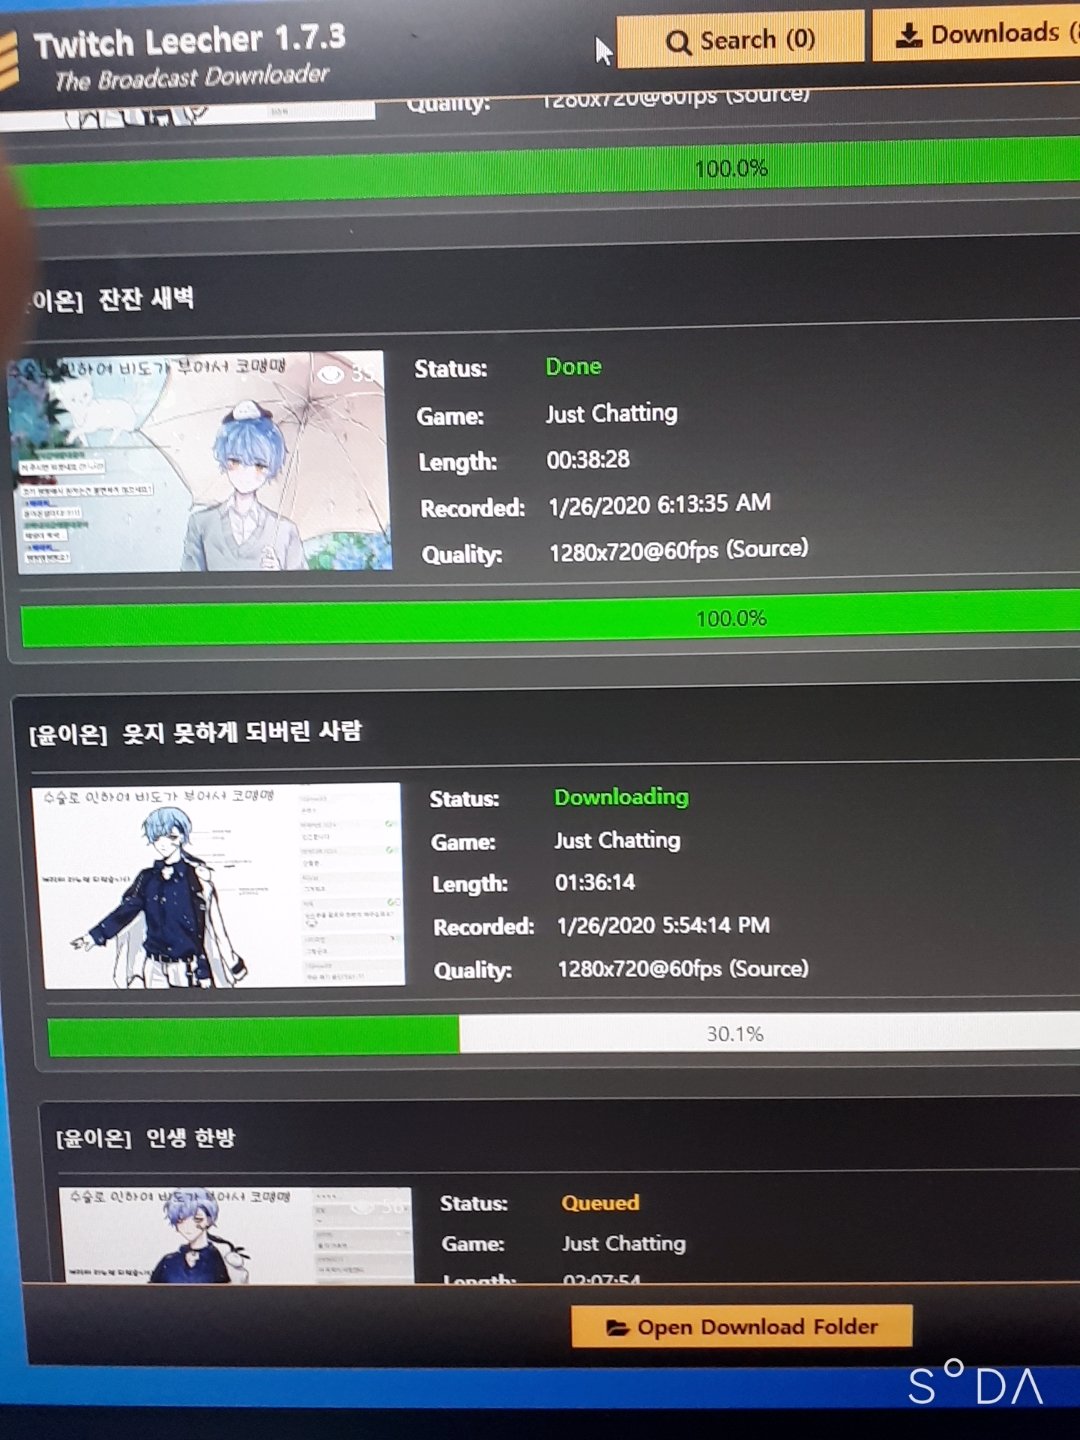 Twitch Leecher 1.7.3
The Broadcast Downloader
Search (0)
Downloads
Quality: 1280x720@60fps (Source)
100.0%
이온] 잔잔 새벽
수술로 인하여 비도가 부어서 코맹맹
Status: Done
Game: Just Chatting
Length: 00:38:28
Recorded: 1/26/2020 6:13:35 AM
Quality: 1280x720@60fps (Source)
100.0%
[윤이온] 웃지 못하게 되버린 사람
수술로 인하여 비도가 부어서 코맹맹
Status: Downloading
Game: Just Chatting
Length: 01:36:14
Recorded: 1/26/2020 5:54:14 PM
Quality: 1280x720@60fps (Source)
30.1%
[윤이온] 인생 한방
수술로 인하여 비도가 부어서 코맹맹
Status: Queued
Game: Just Chatting
Length: 02:07:54
Open Download Folder
SODA